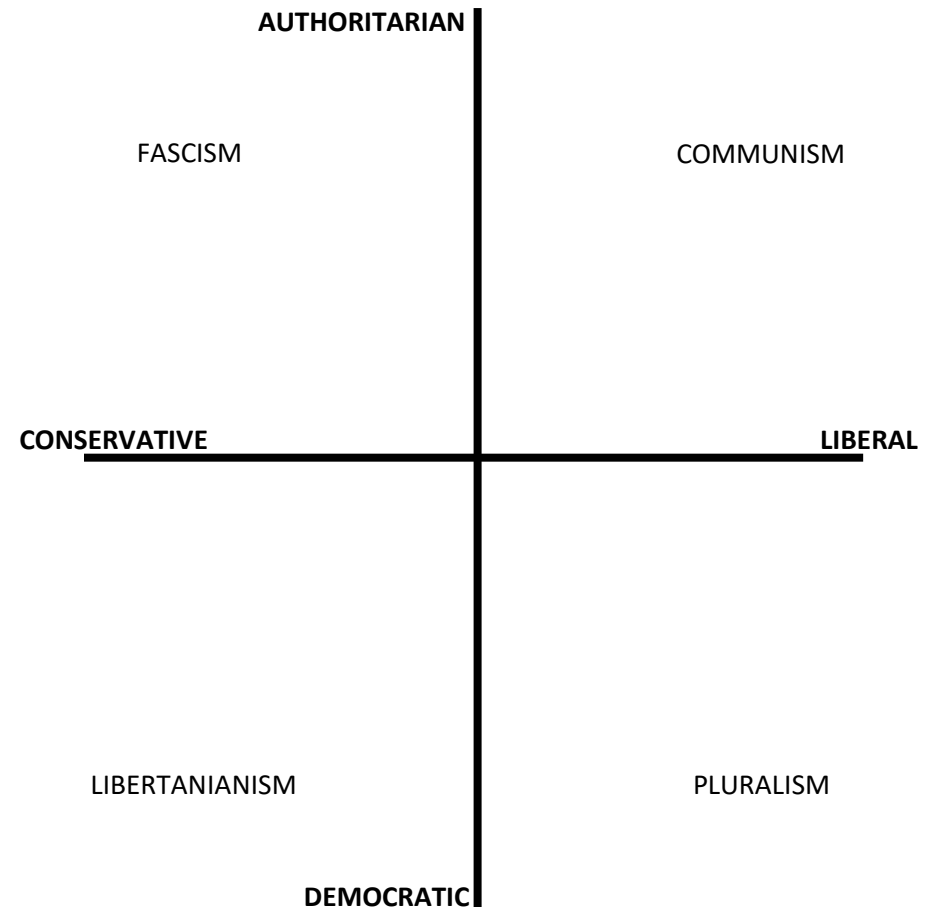 AUTHORITARIAN
FASCISM
COMMUNISM
CONSERVATIVE
LIBERAL
LIBERTANIANISM
PLURALISM
DEMOCRATIC